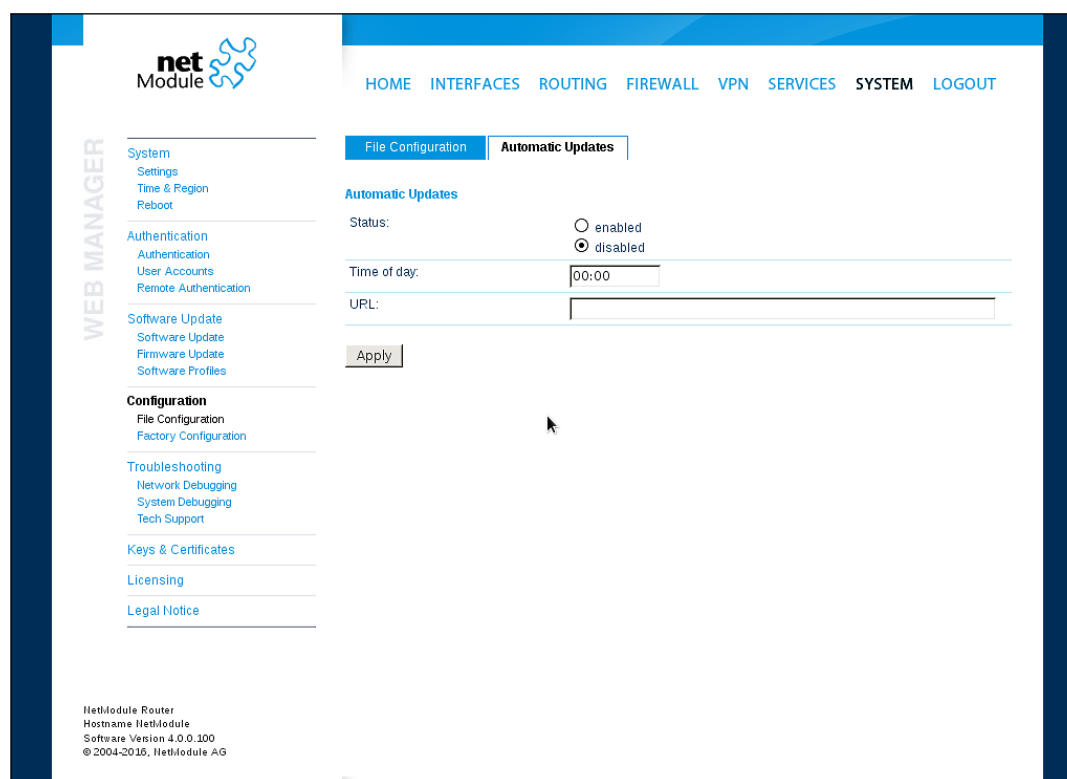 net
Module
HOME INTERFACES ROUTING FIREWALL VPN SERVICES SYSTEM LOGOUT
WEB MANAGER
System
Settings
Time & Region
Reboot
Authentication
Authentication
User Accounts
Remote Authentication
Software Update
Software Update
Firmware Update
Software Profiles
Configuration
File Configuration
Factory Configuration
Troubleshooting
Network Debugging
System Debugging
Tech Support
Keys & Certificates
Licensing
Legal Notice
File Configuration Automatic Updates
Automatic Updates
Status: enabled
disabled
Time of day: 00:00
URL:
Apply
NetModule Router
Hostname NetModule
Software Version 4.0.0.100
© 2004-2016, NetModule AG